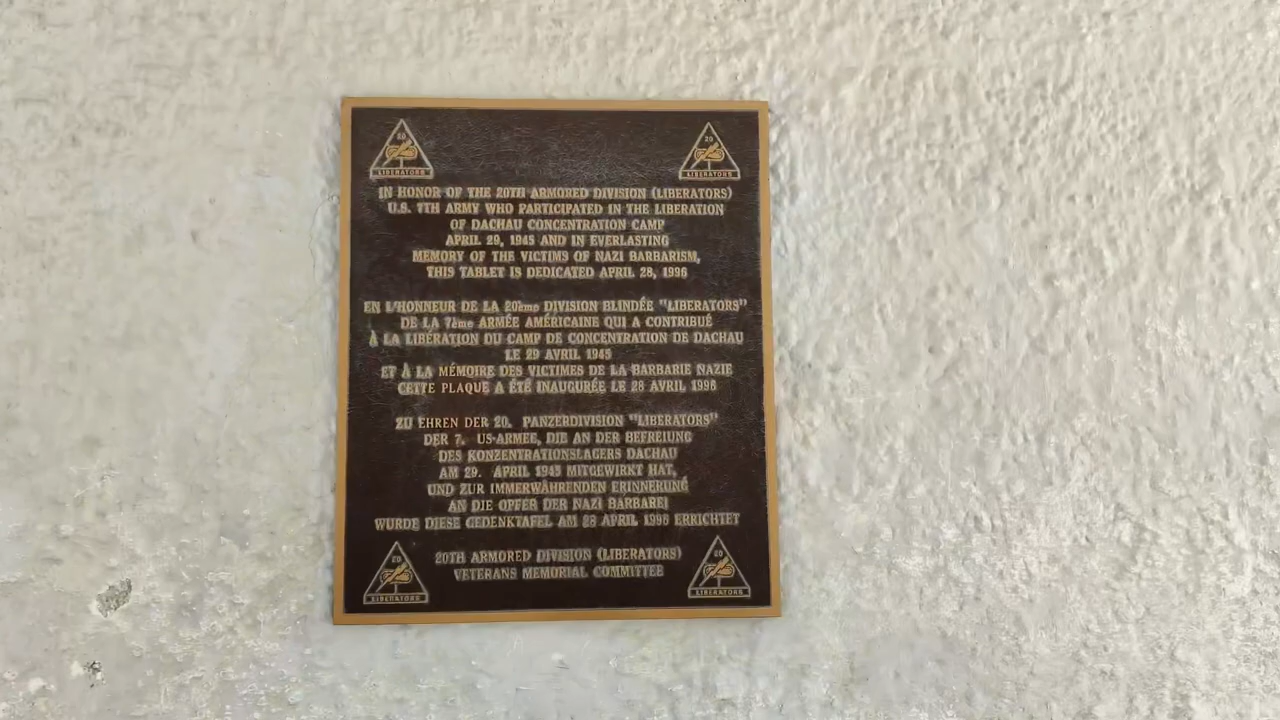 20
LIBERATORS
20
LIBERATORS
IN HONOR OF THE 20TH ARMORED DIVISION (LIBERATORS)
U.S. 7TH ARMY WHO PARTICIPATED IN THE LIBERATION
OF DACHAU CONCENTRATION CAMP
APRIL 29, 1945 AND IN EVERLASTING
MEMORY OF THE VICTIMS OF NAZI BARBARISM,
THIS TABLET IS DEDICATED APRIL 28, 1996
EN L'HONNEUR DE LA 20ème DIVISION BLINDÉE "LIBERATORS"
DE LA 7ème ARMÉE AMÉRICAINE QUI A CONTRIBUÉ
À LA LIBÉRATION DU CAMP DE CONCENTRATION DE DACHAU
LE 29 AVRIL 1945
ET À LA MÉMOIRE DES VICTIMES DE LA BARBARIE NAZIE
CETTE PLAQUE A ÉTÉ INAUGURÉE LE 28 AVRIL 1996
ZU EHREN DER 20. PANZERDIVISION "LIBERATORS"
DER 7. US-ARMEE, DIE AN DER BEFREIUNG
DES KONZENTRATIONSLAGERS DACHAU
AM 29. APRIL 1945 MITGEWIRKT HAT,
UND ZUR IMMERWÄHRENDEN ERINNERUNG
AN DIE OPFER DER NAZI BARBAREI
WURDE DIESE GEDENKTAFEL AM 28 APRIL 1996 ERRICHTET
20TH ARMORED DIVISION (LIBERATORS)
VETERANS MEMORIAL COMMITTEE
20
LIBERATORS
20
LIBERATORS